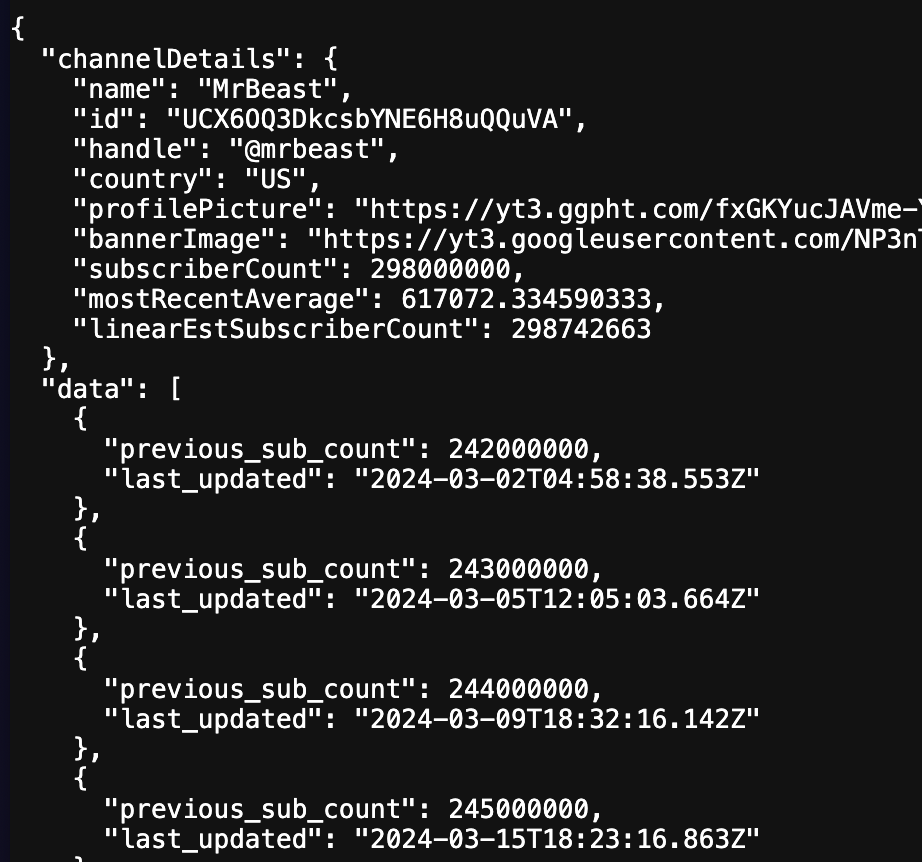 {
"channelDetails": {
"name": "MrBeast",
"id": "UCX6OQ3DkcsbYNE6H8uQQuVA",
"handle": "@mrbeast",
"country": "US",
"profilePicture": "https://yt3.ggpht.com/fxGKYucJAVme-
"bannerImage": "https://yt3.googleusercontent.com/NP3n
"subscriberCount": 298000000,
"mostRecentAverage": 617072.334590333,
"linearEstSubscriberCount": 298742663
},
"data": [
{
"previous_sub_count": 242000000,
"last_updated": "2024-03-02T04:58:38.553Z"
},
{
"previous_sub_count": 243000000,
"last_updated": "2024-03-05T12:05:03.664Z"
},
{
"previous_sub_count": 244000000,
"last_updated": "2024-03-09T18:32:16.142Z"
},
{
"previous_sub_count": 245000000,
"last_updated": "2024-03-15T18:23:16.863Z"